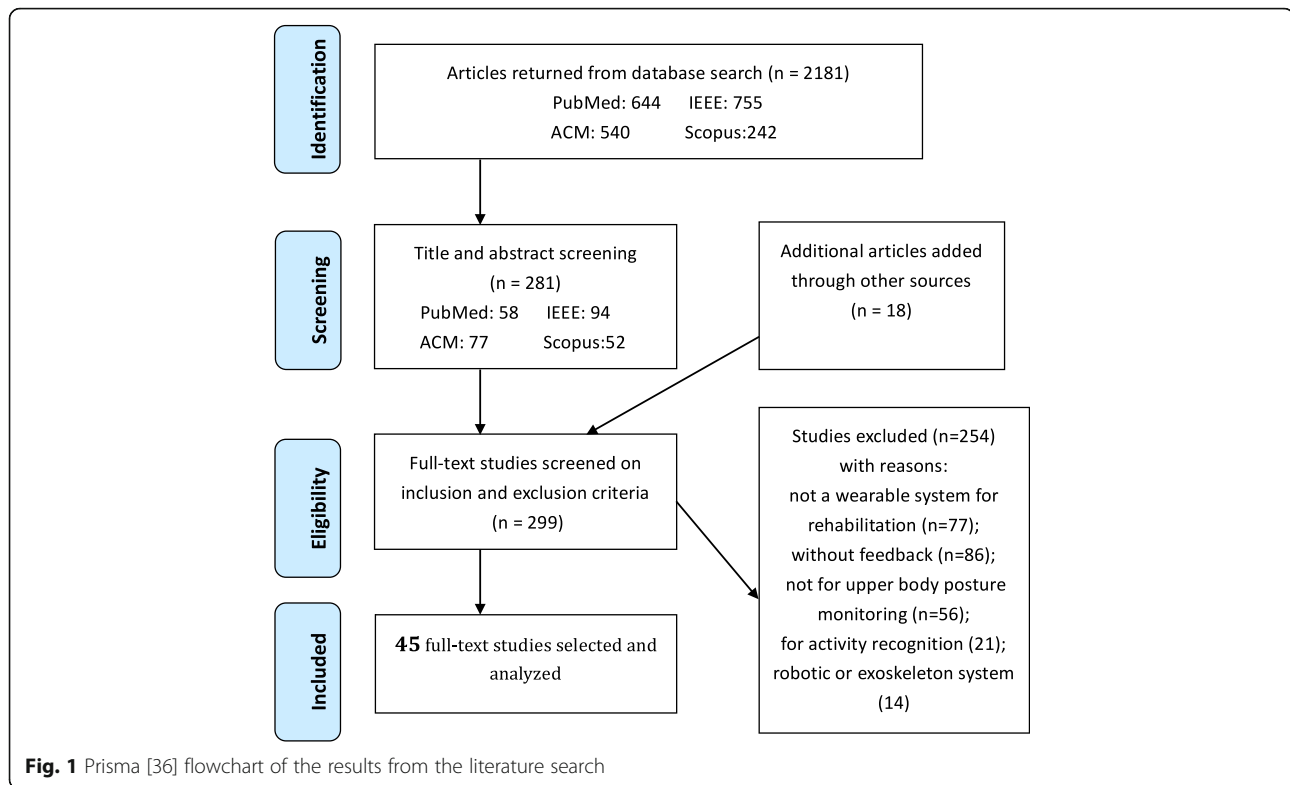 Identification
Articles returned from database search (n = 2181)
PubMed: 644 IEEE: 755
ACM: 540 Scopus:242
Screening
Title and abstract screening
(n = 281)
PubMed: 58 IEEE: 94
ACM: 77 Scopus:52
Additional articles added
through other sources
(n = 18)
Eligibility
Full-text studies screened on
inclusion and exclusion criteria
(n = 299)
Studies excluded (n=254)
with reasons:
not a wearable system for
rehabilitation (n=77);
without feedback (n=86);
not for upper body posture
monitoring (n=56);
for activity recognition (21);
robotic or exoskeleton system
(14)
Included
45 full-text studies selected and
analyzed
Fig. 1 Prisma [36] flowchart of the results from the literature search